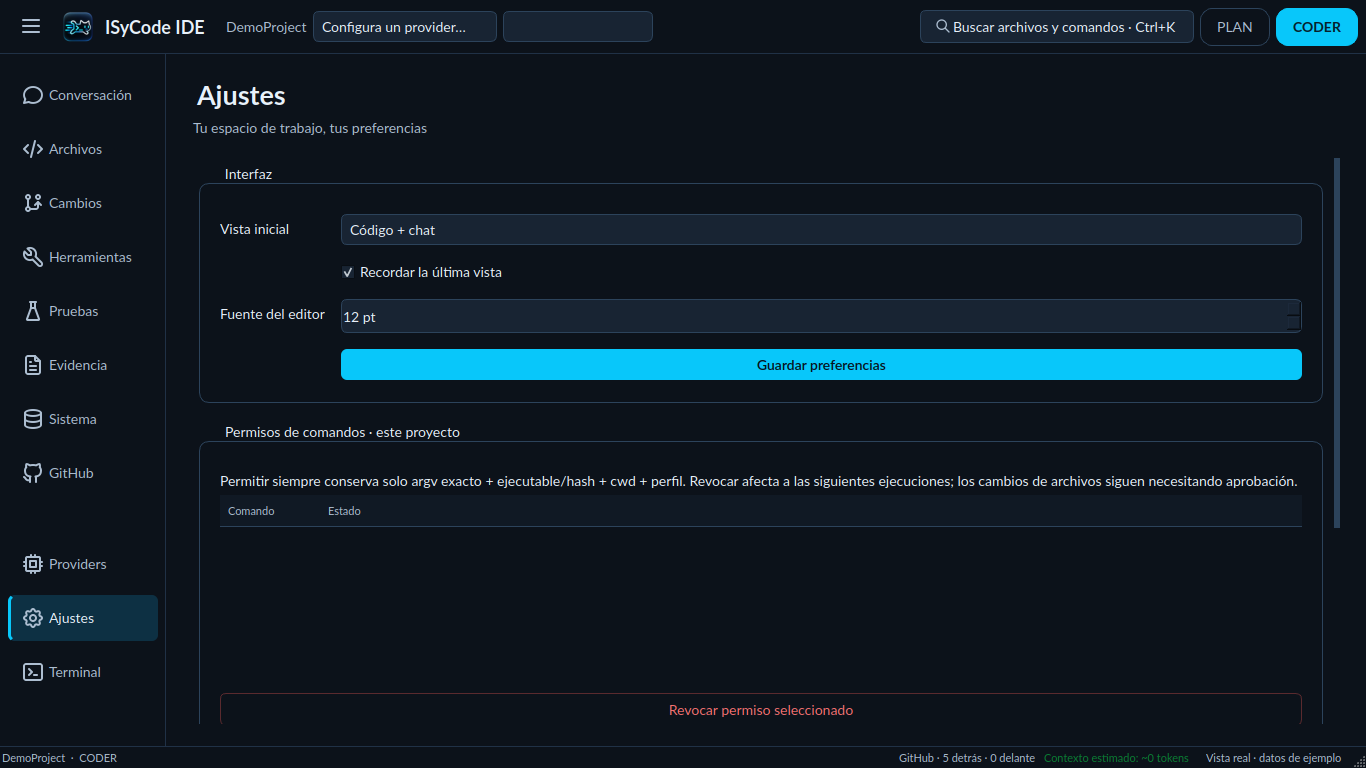 ISyCode IDE DemoProject Configura un provider... Buscar archivos y comandos · Ctrl+K PLAN CODER
Conversación
Archivos
Cambios
Herramientas
Pruebas
Evidencia
Sistema
GitHub
Providers
Ajustes
Terminal
Ajustes
Tu espacio de trabajo, tus preferencias
Interfaz
Vista inicial Código + chat
Recordar la última vista
Fuente del editor 12 pt
Guardar preferencias
Permisos de comandos · este proyecto
Permitir siempre conserva solo argv exacto + ejecutable/hash + cwd + perfil. Revocar afecta a las siguientes ejecuciones; los cambios de archivos siguen necesitando aprobación.
Comando Estado
Revocar permiso seleccionado
DemoProject · CODER GitHub · 5 detrás · 0 delante Contexto estimado: ~0 tokens Vista real · datos de ejemplo